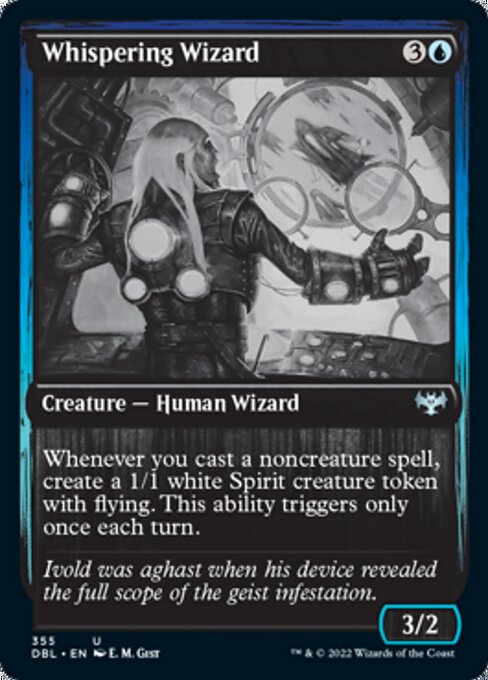 Whispering Wizard 3
Creature — Human Wizard
Whenever you cast a noncreature spell,
create a 1/1 white Spirit creature token
with flying. This ability triggers only
once each turn.
Ivold was aghast when his device revealed
the full scope of the geist infestation.
3/2
355 U
DBL • EN E. M. Gist
™ & © 2022 Wizards of the Coast